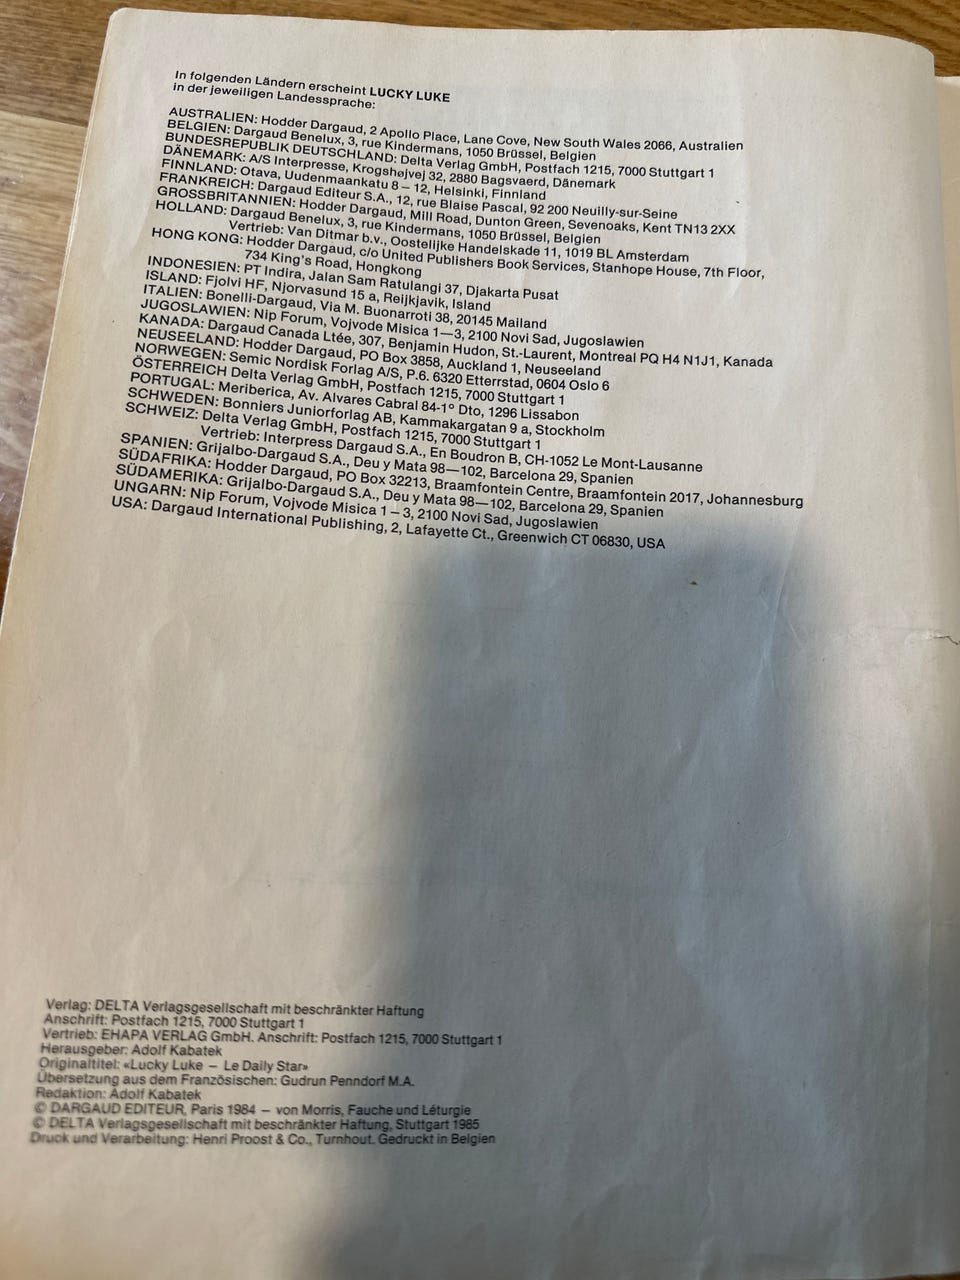 In folgenden Ländern erscheint LUCKY LUKE
in der jeweiligen Landessprache:
AUSTRALIEN: Hodder Dargaud, 2 Apollo Place, Lane Cove, New South Wales 2066, Australien
BELGIEN: Dargaud Benelux, 3, rue Kindermans, 1050 Brüssel, Belgien
BUNDESREPUBLIK DEUTSCHLAND: Delta Verlag GmbH, Postfach 1215, 7000 Stuttgart 1
DÄNEMARK: A/S Interpresse, Krogshøjvej 32, 2880 Bagsvaerd, Dänemark
FINNLAND: Otava, Uudenmaankatu 8 – 12, Helsinki, Finnland
FRANKREICH: Dargaud Editeur S.A., 12, rue Blaise Pascal, 92 200 Neuilly-sur-Seine
GROSSBRITANNIEN: Hodder Dargaud, Mill Road, Dunton Green, Sevenoaks, Kent TN13 2XX
HOLLAND: Dargaud Benelux, 3, rue Kindermans, 1050 Brüssel, Belgien
Vertrieb: Van Ditmar b.v., Oostelijke Handelskade 11, 1019 BL Amsterdam
HONG KONG: Hodder Dargaud, c/o United Publishers Book Services, Stanhope House, 7th Floor,
734 King's Road, Hongkong
INDONESIEN: PT Indira, Jalan Sam Ratulangi 37, Djakarta Pusat
ISLAND: Fjolvi HF, Njorvasund 15 a, Reijkjavik, Island
ITALIEN: Bonelli-Dargaud, Via M. Buonarroti 38, 20145 Mailand
JUGOSLAWIEN: Nip Forum, Vojvode Misica 1—3, 2100 Novi Sad, Jugoslawien
KANADA: Dargaud Canada Ltée, 307, Benjamin Hudon, St.-Laurent, Montreal PQ H4 N1J1, Kanada
NEUSEELAND: Hodder Dargaud, PO Box 3858, Auckland 1, Neuseeland
NORWEGEN: Semic Nordisk Forlag A/S, P.6. 6320 Etterrstad, 0604 Oslo 6
ÖSTERREICH Delta Verlag GmbH, Postfach 1215, 7000 Stuttgart 1
PORTUGAL: Meriberica, Av. Alvares Cabral 84-1° Dto, 1296 Lissabon
SCHWEDEN: Bonniers Juniorforlag AB, Kammakargatan 9 a, Stockholm
SCHWEIZ: Delta Verlag GmbH, Postfach 1215, 7000 Stuttgart 1
Vertrieb: Interpress Dargaud S.A., En Boudron B, CH-1052 Le Mont-Lausanne
SPANIEN: Grijalbo-Dargaud S.A., Deu y Mata 98—102, Barcelona 29, Spanien
SÜDAFRIKA: Hodder Dargaud, PO Box 32213, Braamfontein Centre, Braamfontein 2017, Johannesburg
SÜDAMERIKA: Grijalbo-Dargaud S.A., Deu y Mata 98—102, Barcelona 29, Spanien
UNGARN: Nip Forum, Vojvode Misica 1 – 3, 2100 Novi Sad, Jugoslawien
USA: Dargaud International Publishing, 2, Lafayette Ct., Greenwich CT 06830, USA
Verlag: DELTA Verlagsgesellschaft mit beschränkter Haftung
Anschrift: Postfach 1215, 7000 Stuttgart 1
Vertrieb: EHAPA VERLAG GmbH. Anschrift: Postfach 1215, 7000 Stuttgart 1
Herausgeber: Adolf Kabatek
Originaltitel: «Lucky Luke – Le Daily Star»
Übersetzung aus dem Französischen: Gudrun Penndorf M.A.
Redaktion: Adolf Kabatek
© DARGAUD EDITEUR, Paris 1984 – von Morris, Fauche und Léturgie
© DELTA Verlagsgesellschaft mit beschränkter Haftung, Stuttgart 1985
Druck und Verarbeitung: Henri Proost & Co., Turnhout. Gedruckt in Belgien